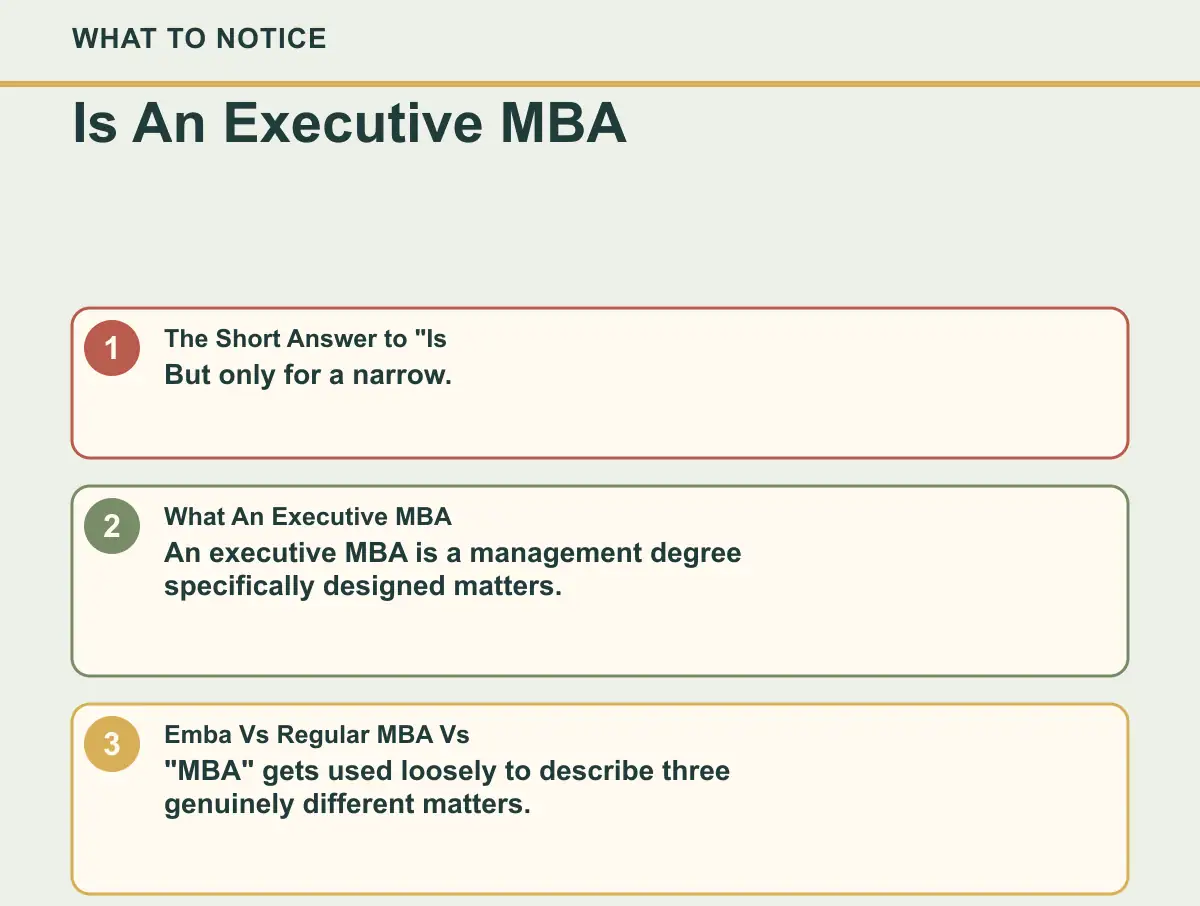 WHAT TO NOTICE
Is An Executive MBA
1
The Short Answer to "Is
But only for a narrow.
2
What An Executive MBA
An executive MBA is a management degree
specifically designed matters.
3
Emba Vs Regular MBA Vs
"MBA" gets used loosely to describe three
genuinely different matters.